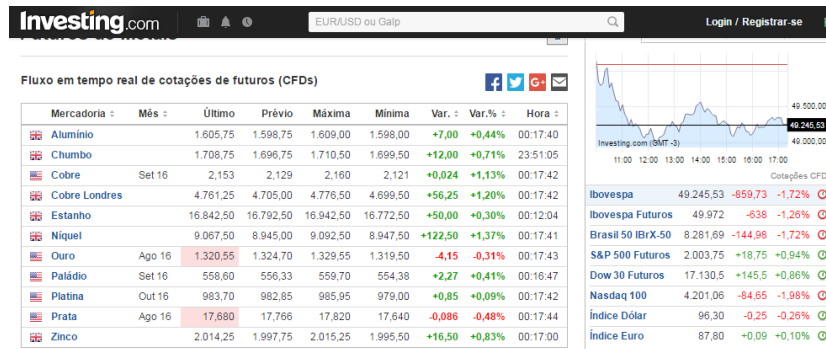 Investing.com
EUR/USD ou Galp
Login / Registrar-se
Fluxo em tempo real de cotações de futuros (CFDs)
Mercadoria Mês Último Prévio Máxima Mínima Var. Var.% Hora
Alumínio 1.605,75 1.598,75 1.609,00 1.598,00 +7,00 +0,44% 00:17:40
Chumbo 1.708,75 1.696,75 1.710,50 1.699,50 +12,00 +0,71% 23:51:05
Cobre Set 16 2,153 2,129 2,160 2,121 +0,024 +1,13% 00:17:42
Cobre Londres 4.761,25 4.705,00 4.776,50 4.699,50 +56,25 +1,20% 00:17:42
Estanho 16.842,50 16.792,50 16.942,50 16.772,50 +50,00 +0,30% 00:12:04
Níquel 9.067,50 8.945,00 9.092,50 8.947,50 +122,50 +1,37% 00:17:41
Ouro Ago 16 1.320,55 1.324,70 1.329,55 1.319,50 -4,15 -0,31% 00:17:43
Paládio Set 16 558,60 556,33 559,70 554,38 +2,27 +0,41% 00:16:47
Platina Out 16 983,70 982,85 985,95 979,00 +0,85 +0,09% 00:17:42
Prata Ago 16 17,680 17,766 17,820 17,640 -0,086 -0,48% 00:17:44
Zinco 2.014,25 1.997,75 2.015,25 1.995,50 +16,50 +0,83% 00:17:00
49.500,00
49.245,53
49.000,00
Investing.com (GMT -3)
11:00 12:00 13:00 14:00 15:00 16:00 17:00
Cotações CFD
Ibovespa 49.245,53 -859,73 -1,72%
Ibovespa Futuros 49.972 -638 -1,26%
Brasil 50 IBrX-50 8.281,69 -144,98 -1,72%
S&P 500 Futuros 2.003,75 +18,75 +0,94%
Dow 30 Futuros 17.130,5 +145,5 +0,86%
Nasdaq 100 4.201,06 -84,65 -1,98%
Índice Dólar 96,30 -0,25 -0,26%
Índice Euro 87,80 +0,09 +0,10%